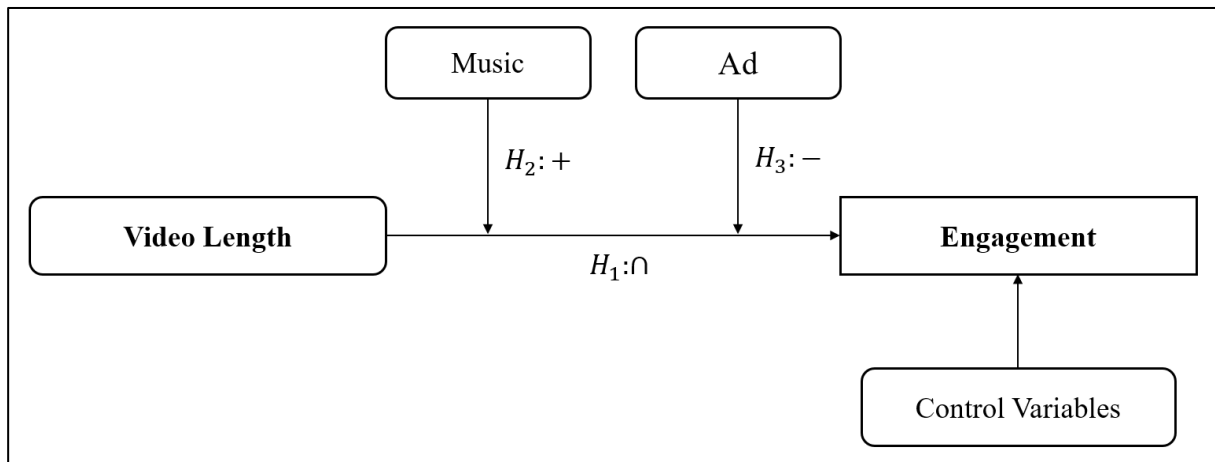 Music
Ad
H₂: +
H₃: −
Video Length
Engagement
H₁:∩
Control Variables